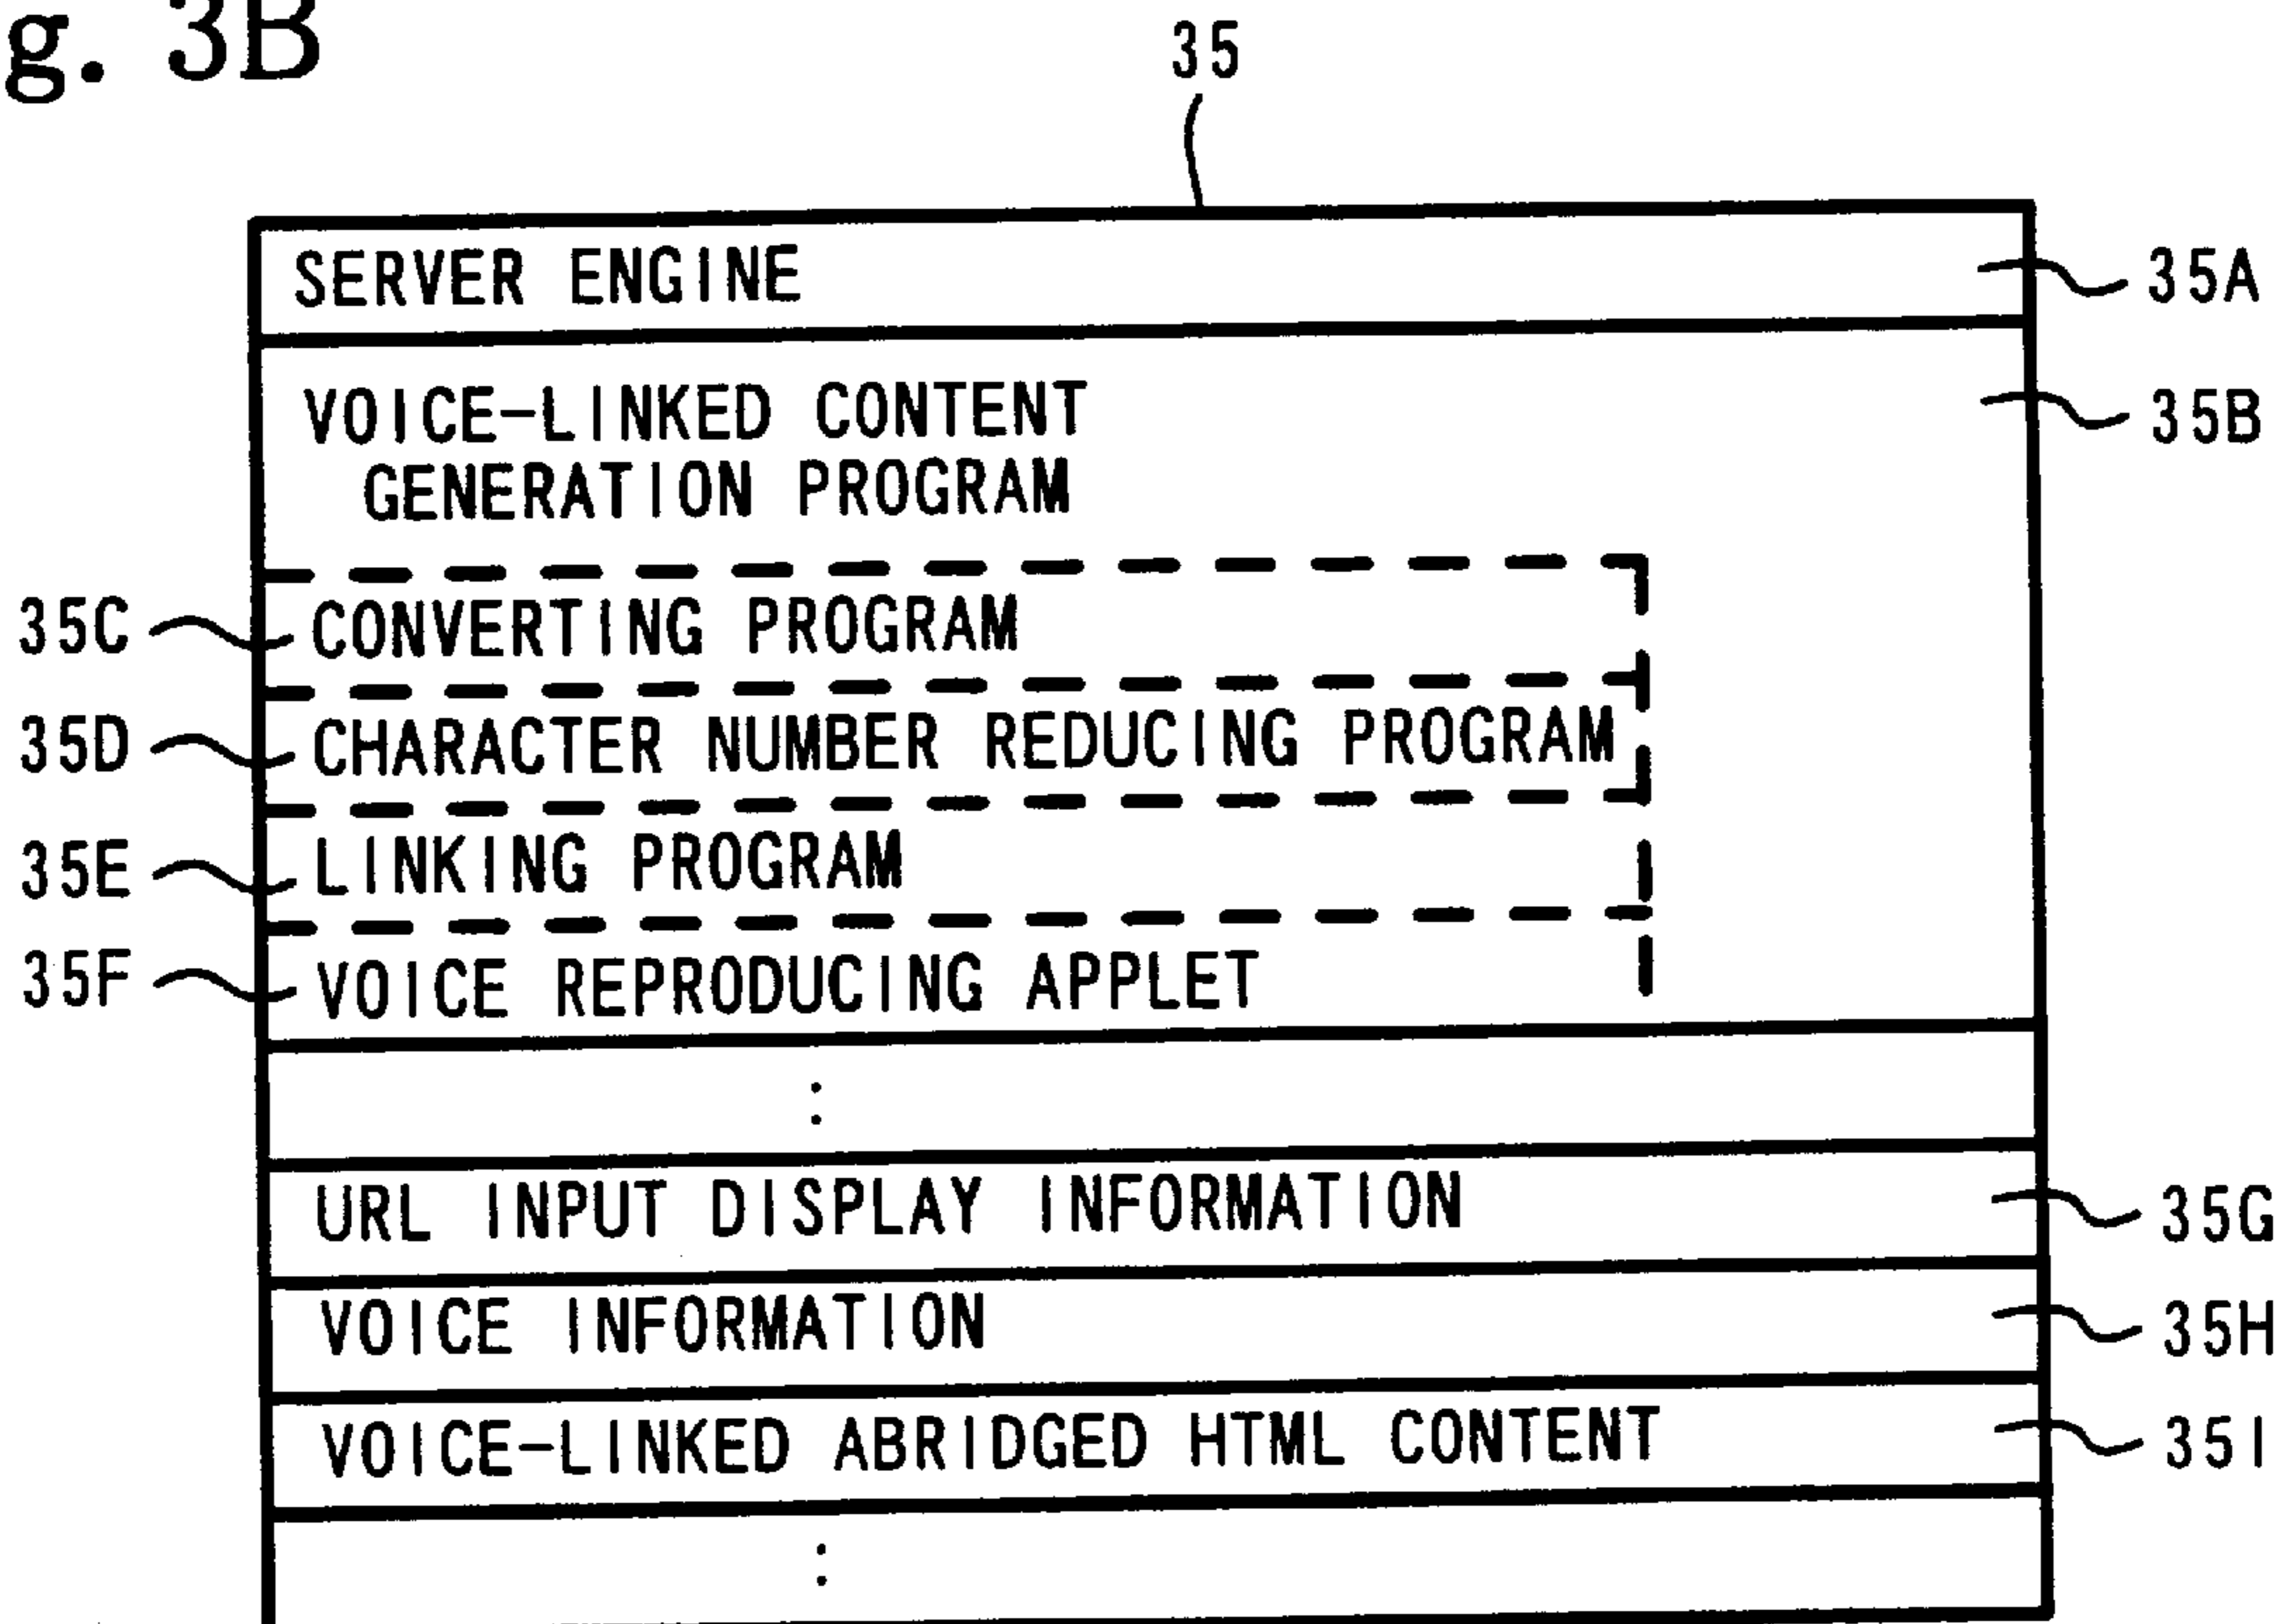 g. 3B
35
SERVER ENGINE 35A
VOICE-LINKED CONTENT 35B
GENERATION PROGRAM
35C CONVERTING PROGRAM
35D CHARACTER NUMBER REDUCING PROGRAM
35E LINKING PROGRAM
35F VOICE REPRODUCING APPLET
URL INPUT DISPLAY INFORMATION 35G
VOICE INFORMATION 35H
VOICE-LINKED ABRIDGED HTML CONTENT 35I